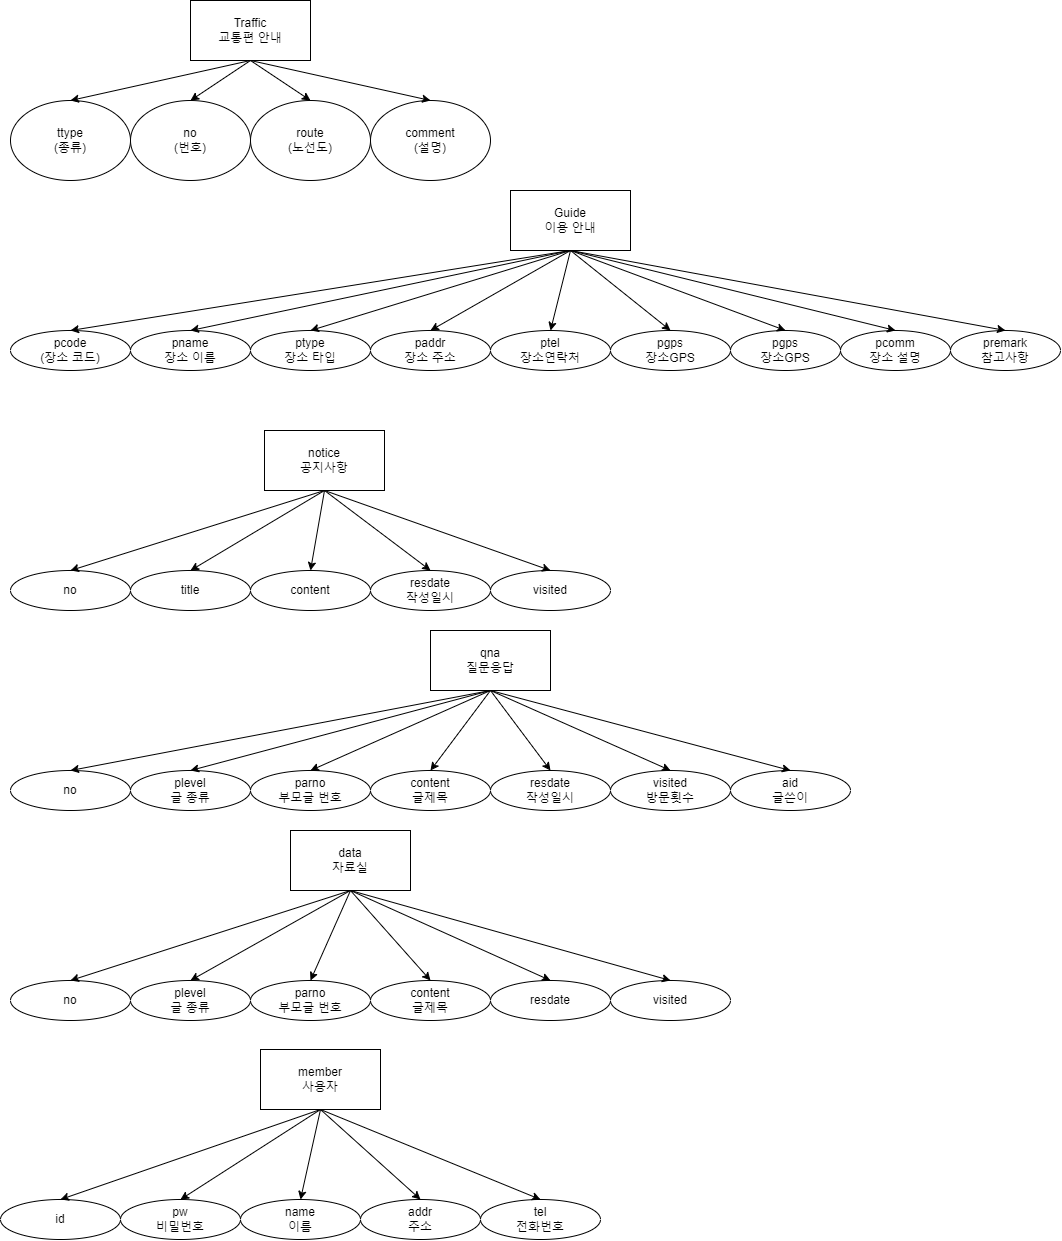 Traffic
교통편 안내
ttype
(종류)
no
(번호)
route
(노선도)
comment
(설명)
Guide
이용 안내
pcode
(장소 코드)
pname
장소 이름
ptype
장소 타입
paddr
장소 주소
ptel
장소연락처
pgps
장소GPS
pgps
장소GPS
pcomm
장소 설명
premark
참고사항
notice
공지사항
no
title
content
resdate
작성일시
visited
qna
질문응답
no
plevel
글 종류
parno
부모글 번호
content
글제목
resdate
작성일시
visited
방문횟수
aid
글쓴이
data
자료실
no
plevel
글 종류
parno
부모글 번호
content
글제목
resdate
visited
member
사용자
id
pw
비밀번호
name
이름
addr
주소
tel
전화번호